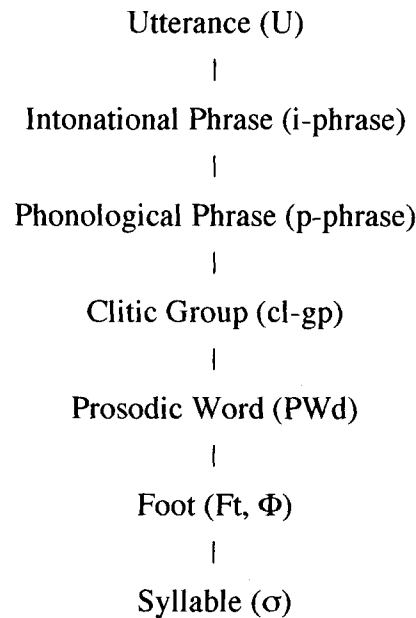 Utterance (U)
Intonational Phrase (i-phrase)
Phonological Phrase (p-phrase)
Clitic Group (cl-gp)
Prosodic Word (PWd)
Foot (Ft, Φ)
Syllable (σ)